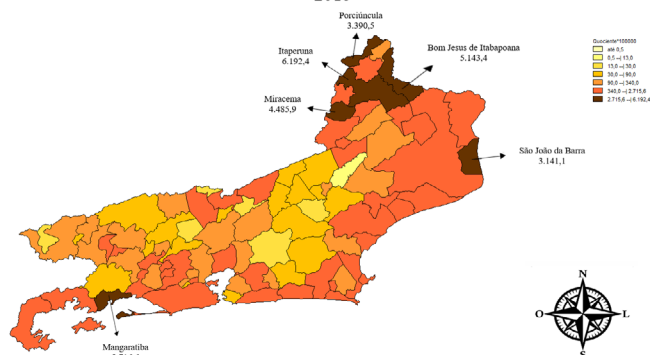 Porciúncula
3.390,5
Itaperuna
6.192,4
Bom Jesus de Itabapoana
5.143,4
Miracema
4.485,9
São João da Barra
3.141,1
Mangaratiba
Quociente*100000
até 0,5
0,5 --| 13,0
13,0 --| 30,0
30,0 --| 90,0
90,0 --| 340,0
340,0 --| 2.715,6
2.715,6 --| 6.192,4
N
O
L
S